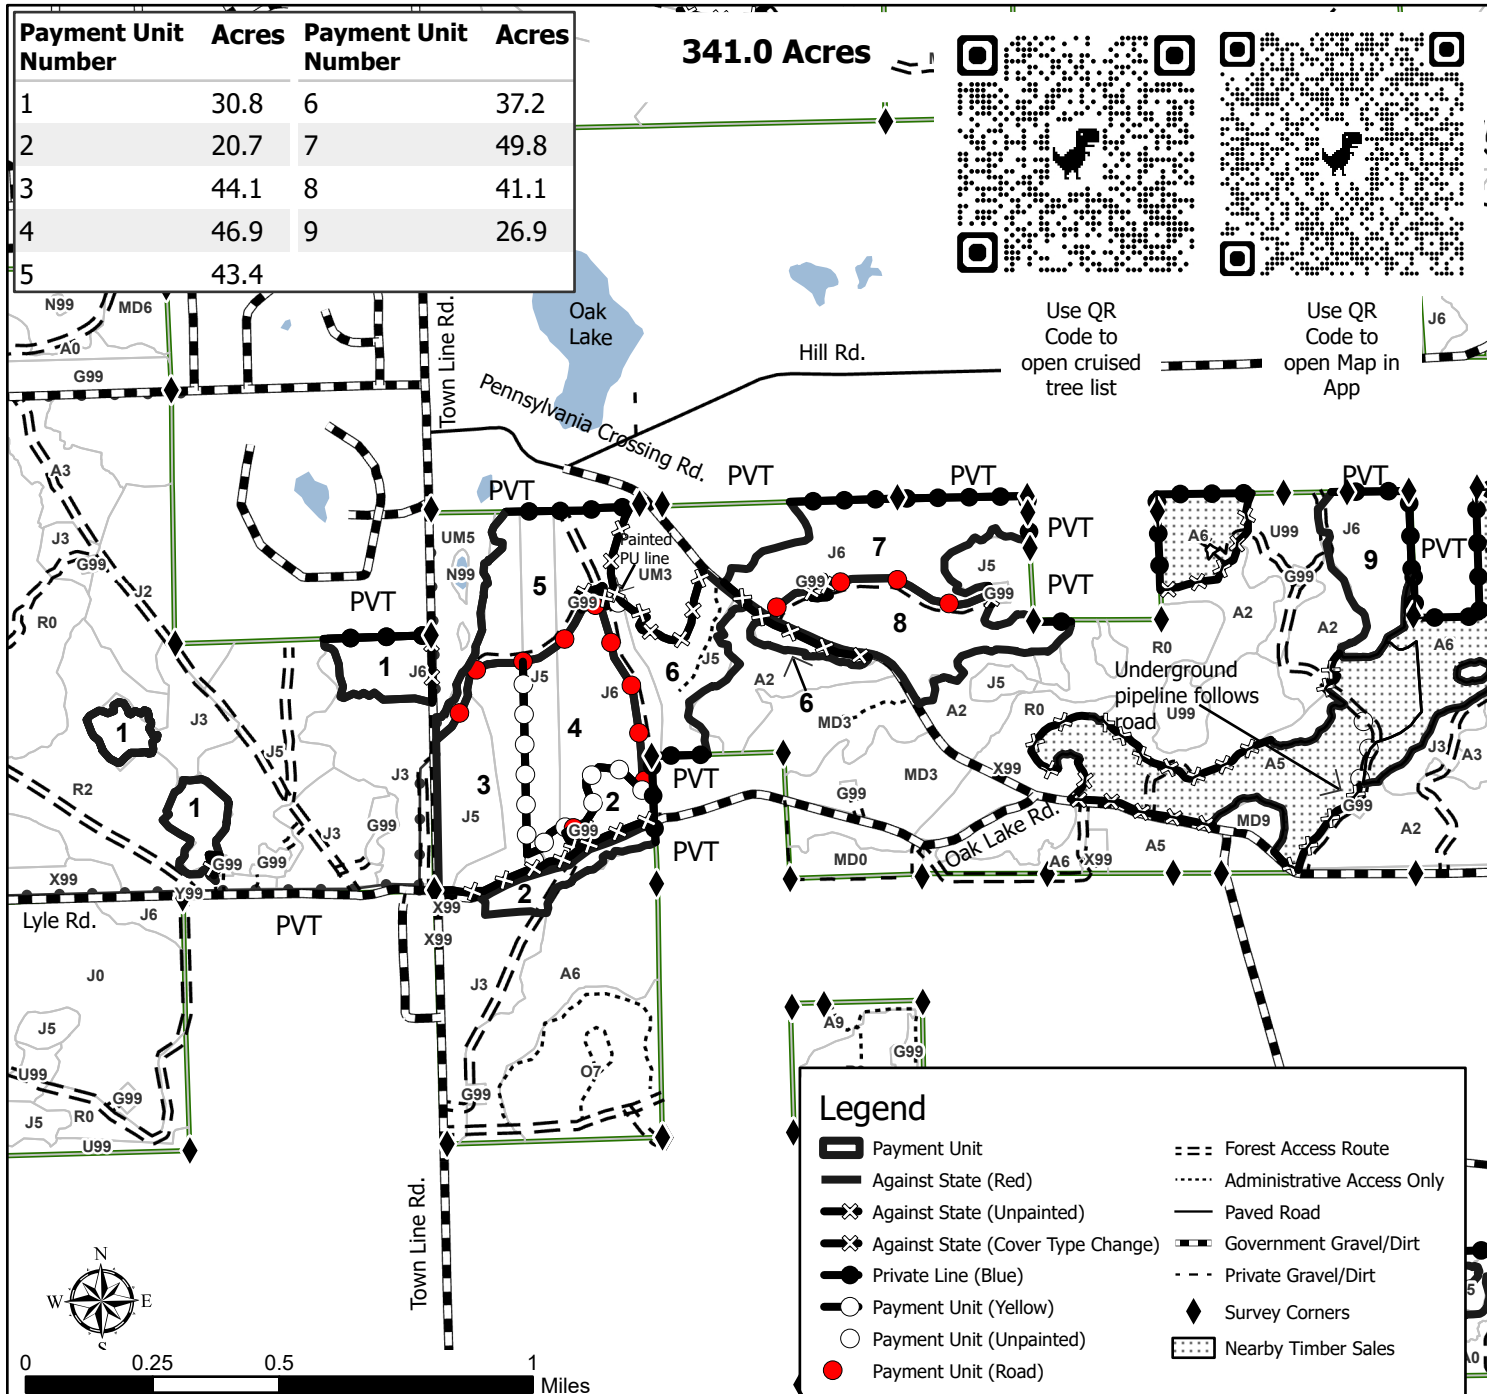 Payment Unit Number Acres Payment Unit Number Acres
1 30.8 6 37.2
2 20.7 7 49.8
3 44.1 8 41.1
4 46.9 9 26.9
5 43.4
341.0 Acres
Use QR
Code to
open cruised
tree list
Use QR
Code to
open Map in
App
J6
N99
MD6
A0
G99
Town Line Rd.
Oak
Lake
Hill Rd.
Pennsylvania Crossing Rd.
PVT
PVT
PVT
PVT
A3
J3
G99
J2
R0
PVT
UM5
N99
5
Painted
PU line
UM3
G99
J6
7
G99
J5
G99
8
PVT
PVT
A6
U99
G99
A2
J6
9
PVT
A2
A6
R0
1
J6
J5
J6
6
J5
A2
6
MD3
A2
J5
R0
Underground
pipeline follows
road
U99
1
J3
J5
4
3
R2
1
J3
J3
G99
J5
2
G99
PVT
PVT
MD3
X99
G99
A5
J3
A3
G99
MD9
A2
Oak Lake Rd.
MD0
A6
X99
A5
G99
G99
X99
Y99
Lyle Rd.
J6
PVT
X99
X99
2
J0
J3
A6
J5
U99
G99
R0
J5
U99
O7
G99
A9
G99
Town Line Rd.
Legend
Payment Unit
Against State (Red)
Against State (Unpainted)
Against State (Cover Type Change)
Private Line (Blue)
Payment Unit (Yellow)
Payment Unit (Unpainted)
Payment Unit (Road)
Forest Access Route
Administrative Access Only
Paved Road
Government Gravel/Dirt
Private Gravel/Dirt
Survey Corners
Nearby Timber Sales
N
W E
S
0 0.25 0.5 1
Miles